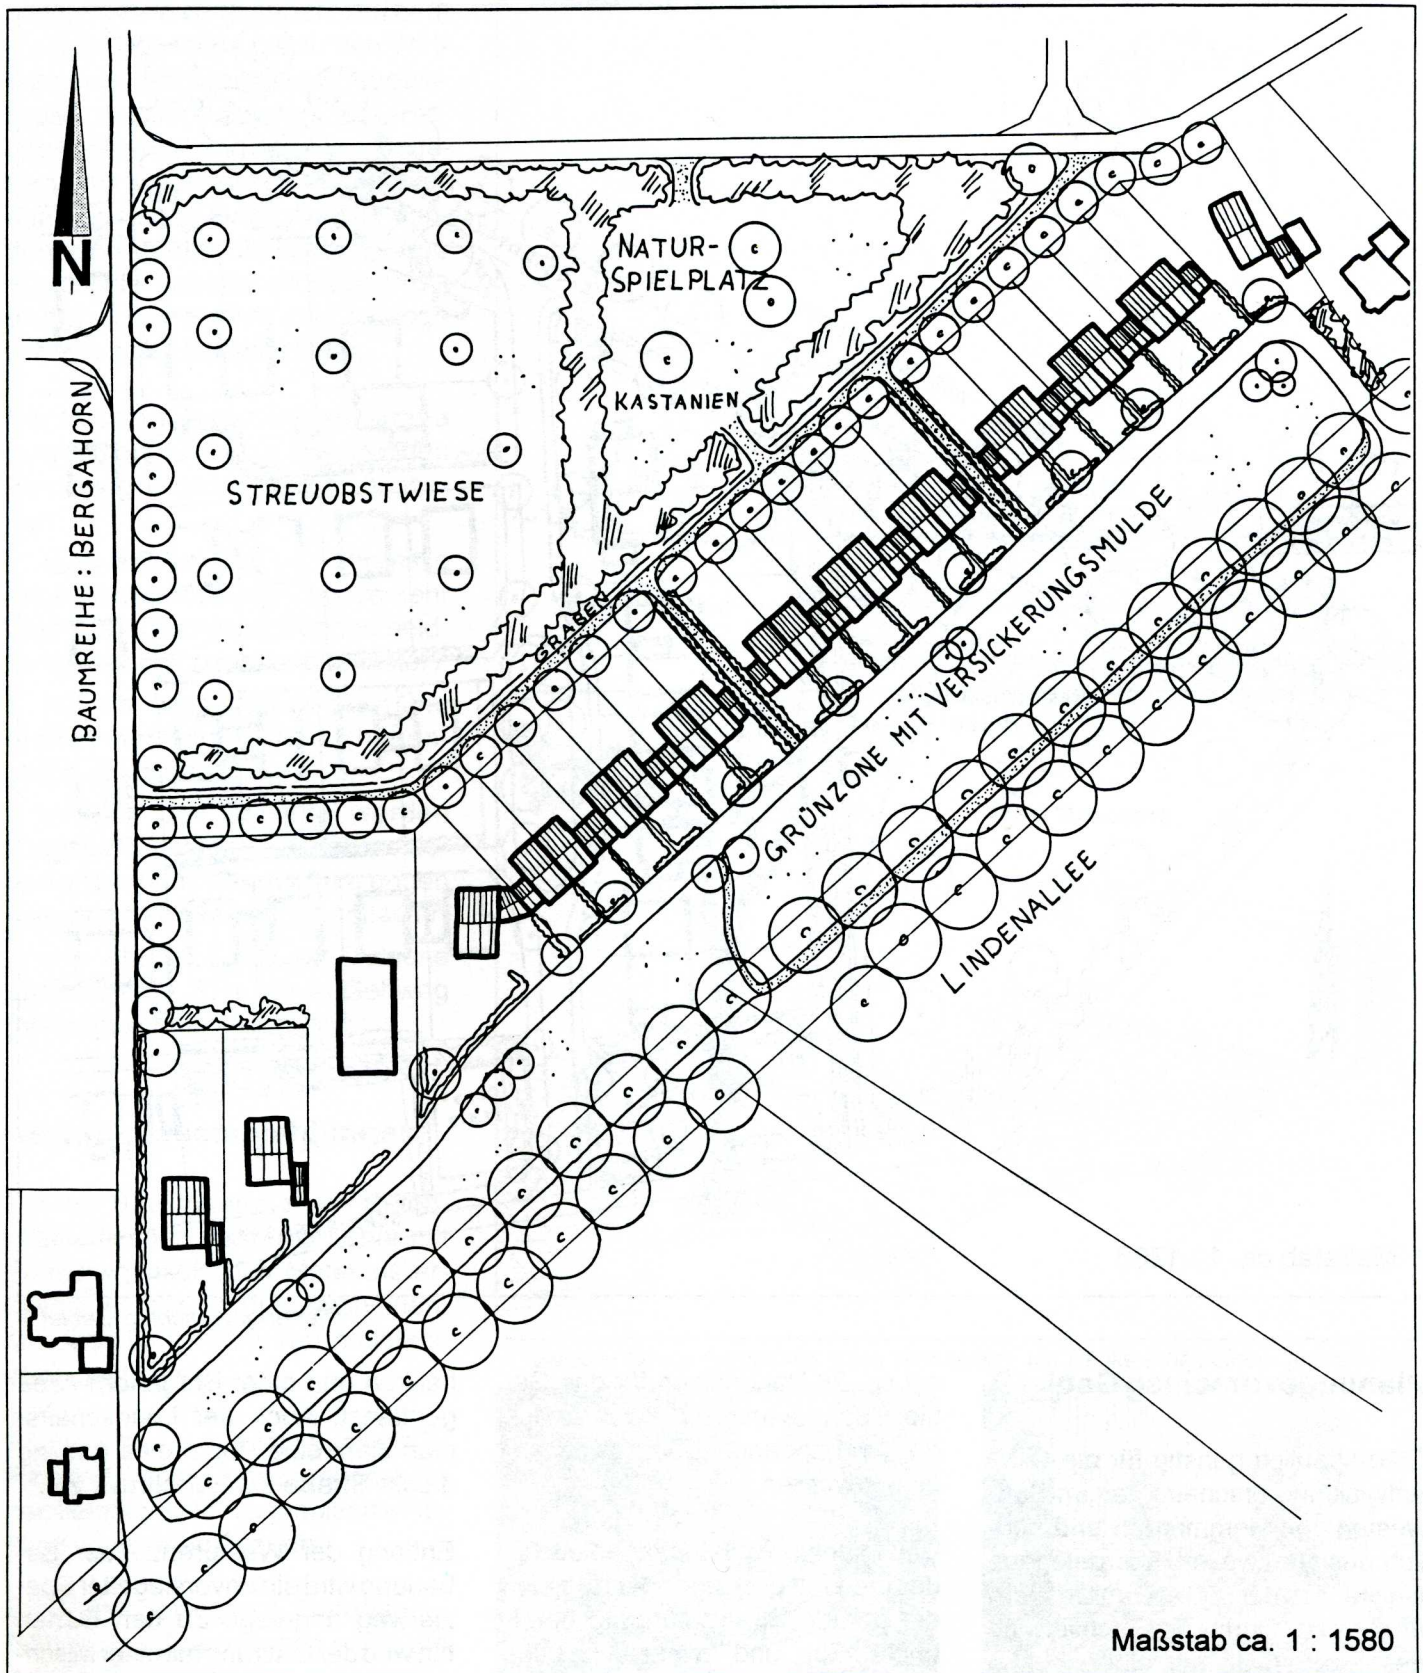 N
NATUR-
SPIELPLATZ
KASTANIEN
STREUOBSTWIESE
BAUMREIHE: BERGAHORN
GRABEN
GRÜNZONE MIT VERSICKERUNGSMULDE
LINDENALLEE
Maßstab ca. 1 : 1580